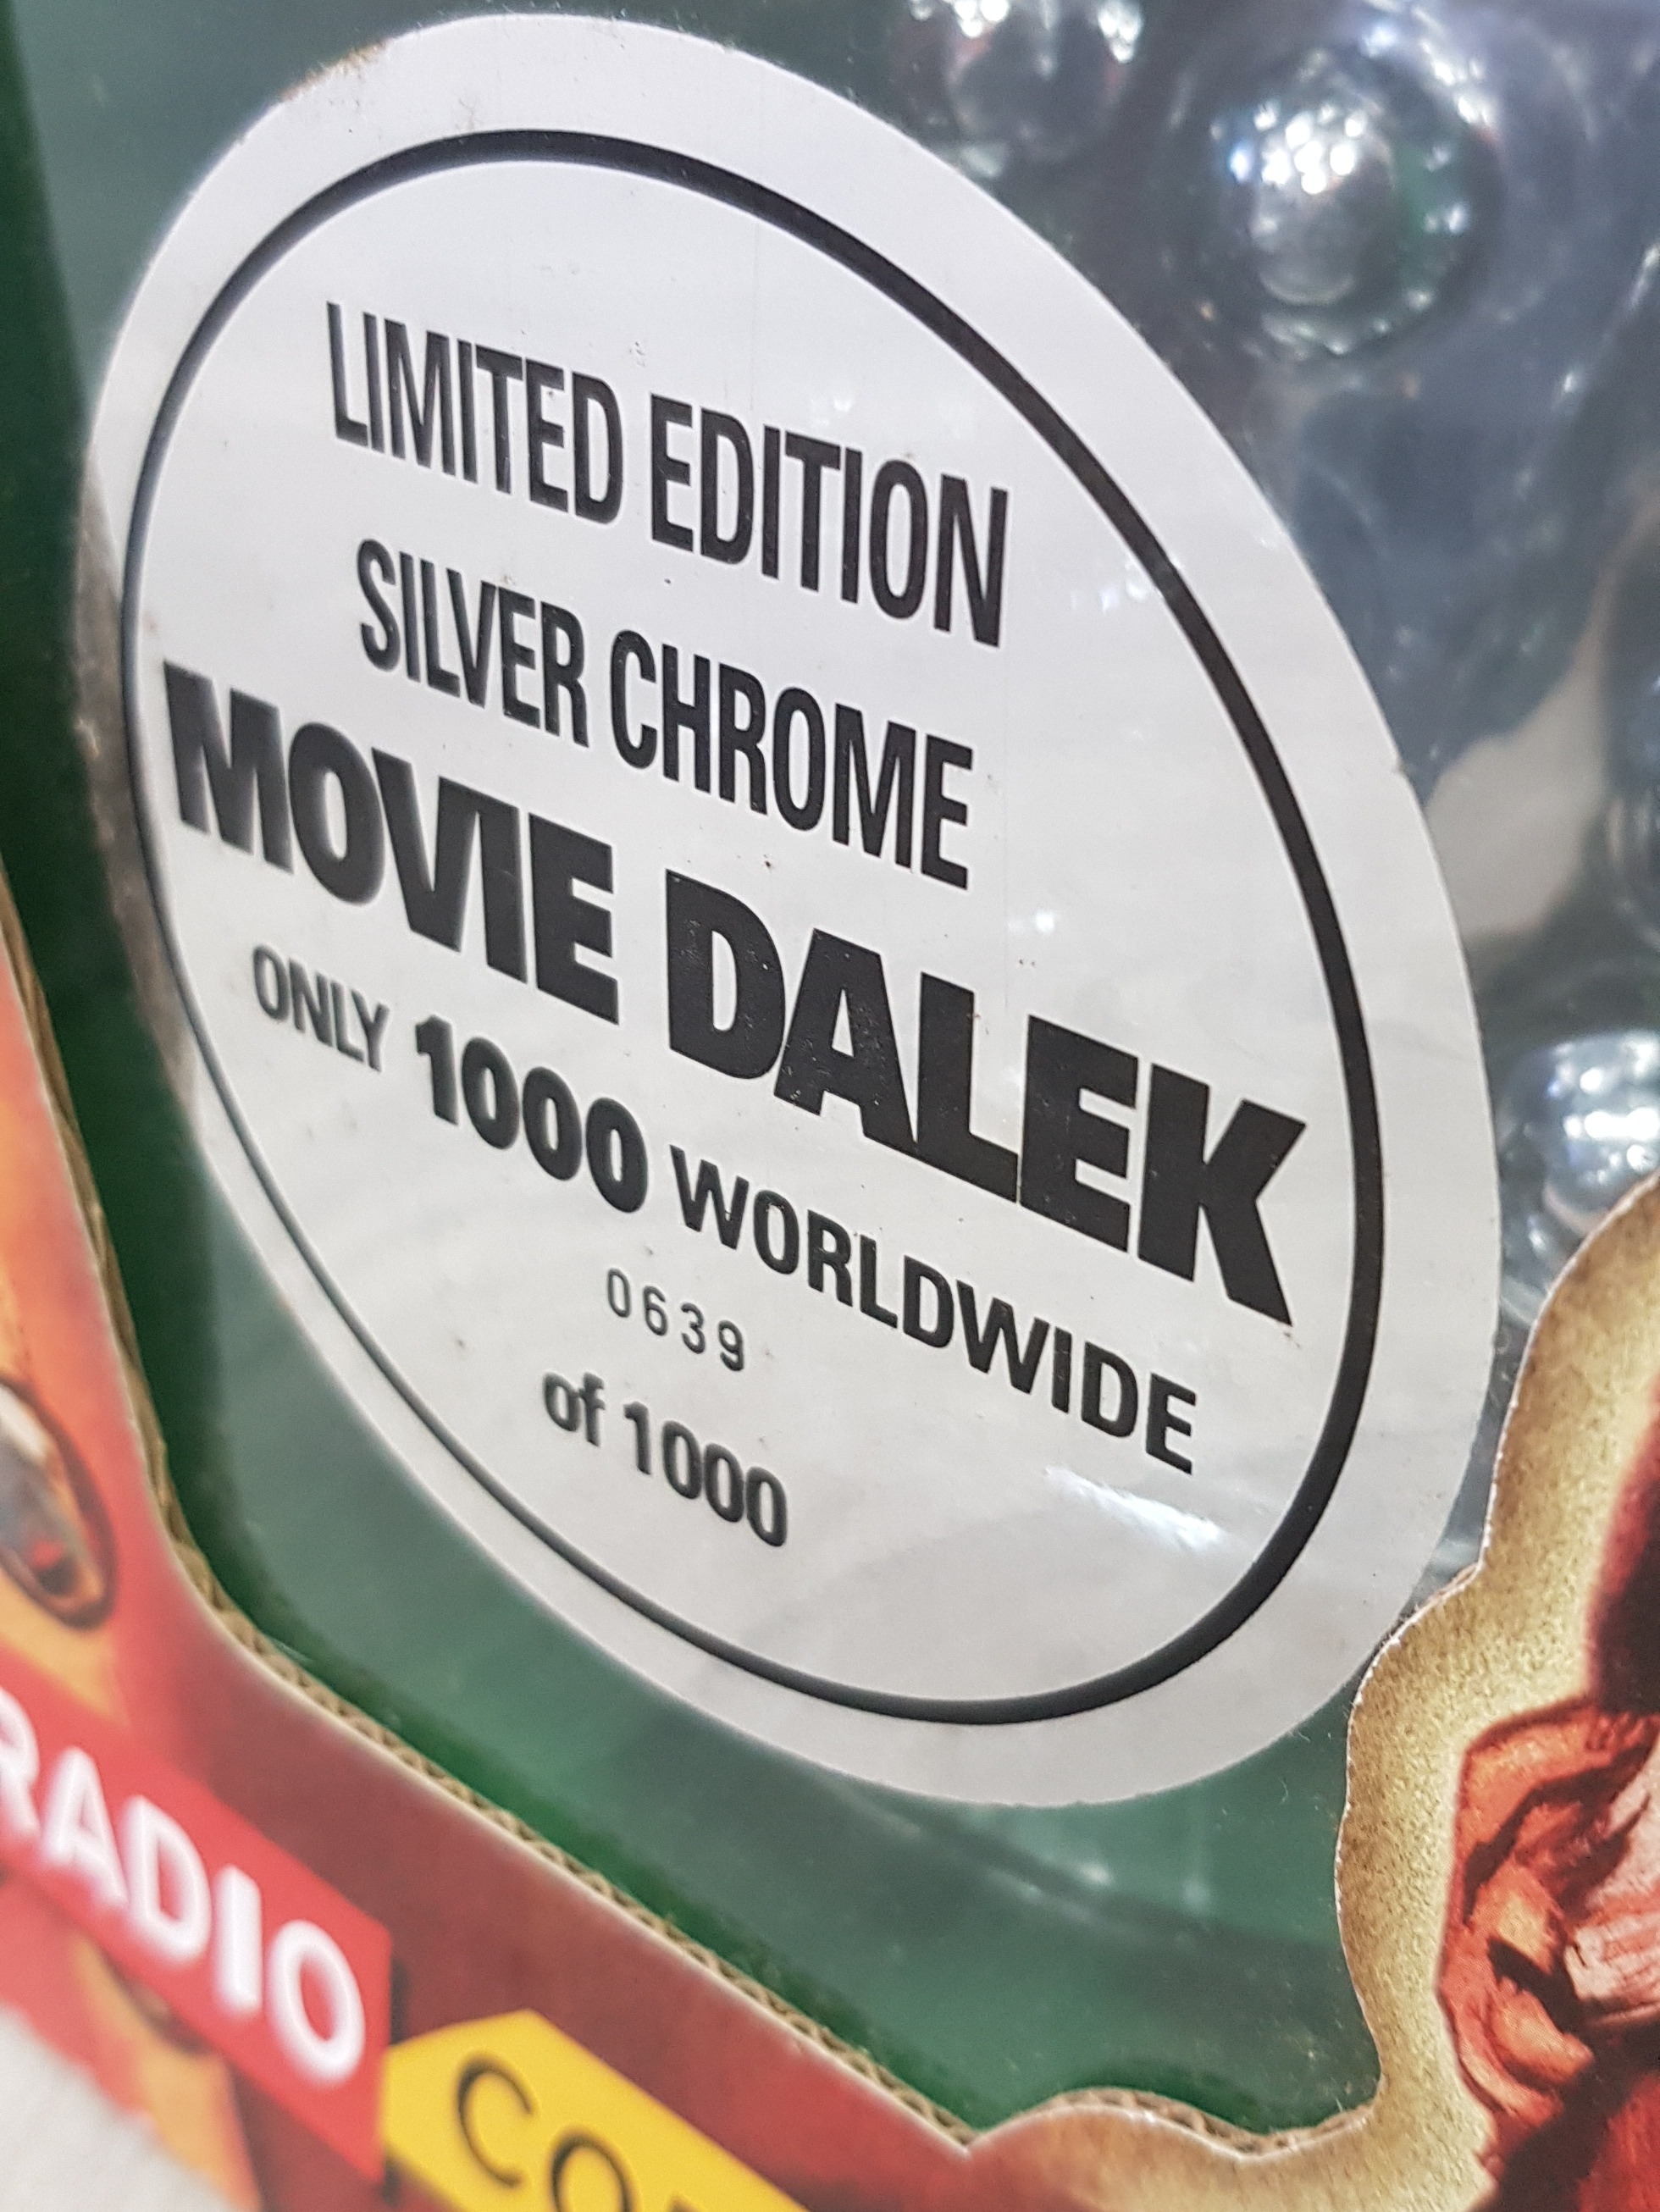 LIMITED EDITION
SILVER CHROME
MOVIE DALEK
ONLY 1000 WORLDWIDE
0639
of 1000
RADIO